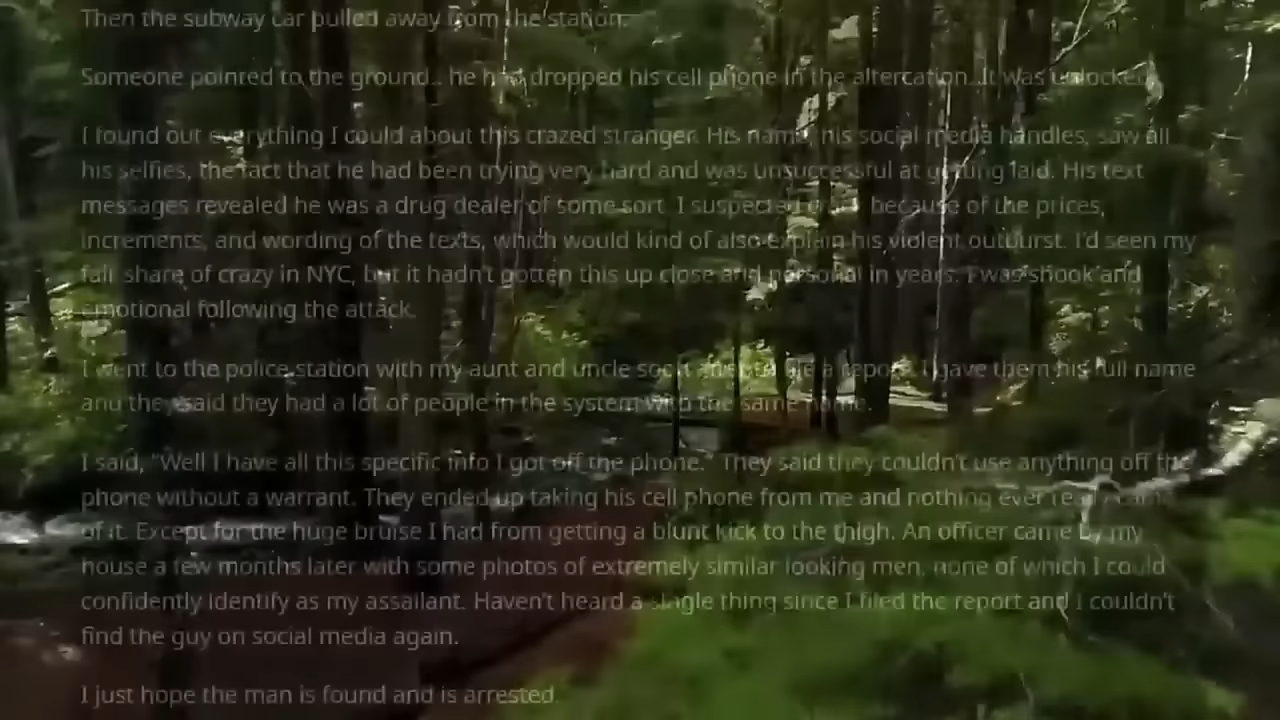 Then the subway car pulled away from the station.
Someone pointed to the ground.. he had dropped his cell phone in the altercation. It was unlocked.
I found out everything I could about this crazed stranger. His name, his social media handles, saw all
his selfies, the fact that he had been trying very hard and was unsuccessful at getting laid. His text
messages revealed he was a drug dealer of some sort. I suspected because of the prices,
increments, and wording of the texts, which would kind of also explain his violent outburst. I'd seen my
fair share of crazy in NYC, but it hadn't gotten this up close and personal in years. I was shook and
emotional following the attack.
I went to the police station with my aunt and uncle soon after to file a report. I gave them his full name
and they said they had a lot of people in the system with the same name.
I said, "Well I have all this specific info I got off the phone." They said they couldn't use anything off the
phone without a warrant. They ended up taking his cell phone from me and nothing ever really came
of it. Except for the huge bruise I had from getting a blunt kick to the thigh. An officer came by my
house a few months later with some photos of extremely similar looking men, none of which I could
confidently identify as my assailant. Haven't heard a single thing since I filed the report and I couldn't
find the guy on social media again.
I just hope the man is found and is arrested.